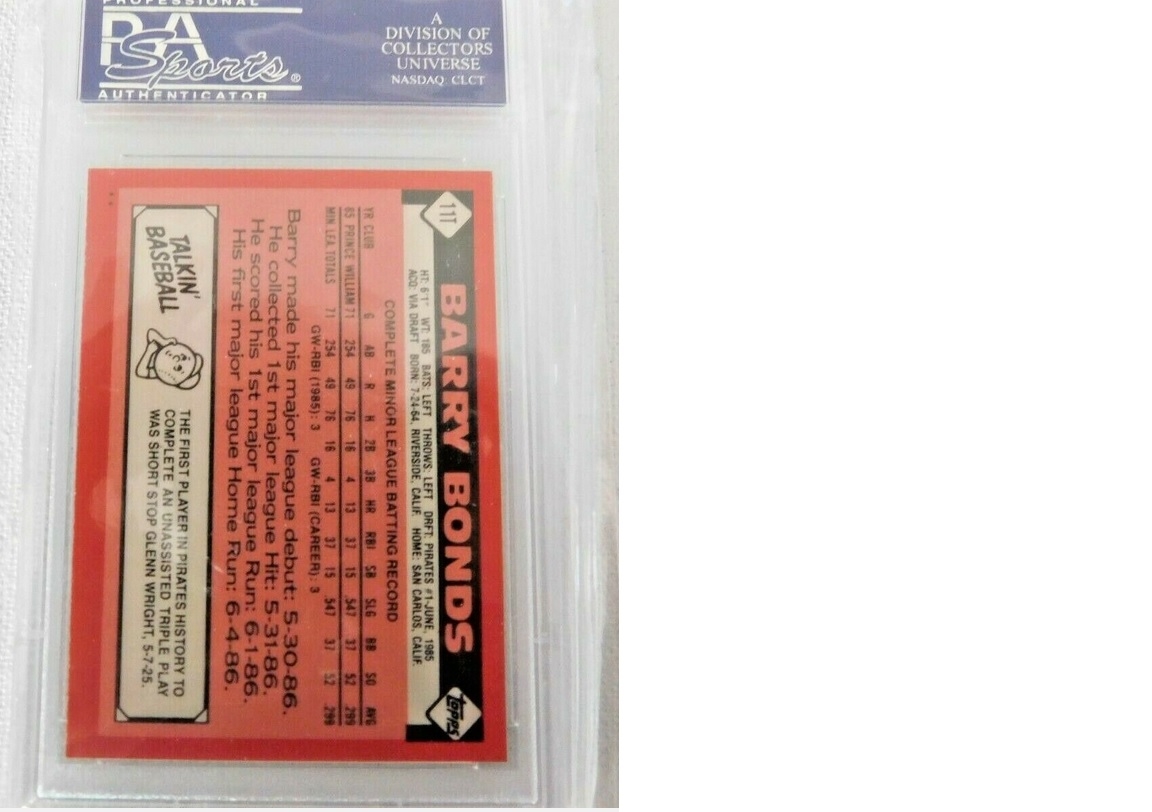 PROFESSIONAL
PSA
Sports®
AUTHENTICATOR
A
DIVISION OF
COLLECTORS
UNIVERSE
NASDAQ: CLCT
11T
BARRY BONDS
topps
HT: 6'1" WT: 185 BATS: LEFT THROWS: LEFT DRFT: PIRATES #1-JUNE, 1985
ACQ: VIA DRAFT BORN: 7-24-64, RIVERSIDE, CALIF. HOME: SAN CARLOS, CALIF.
COMPLETE MINOR LEAGUE BATTING RECORD
YR CLUB G AB R H 2B 3B HR RBI SB SLG BB SO AVG
85 PRINCE WILLIAM 71 254 49 76 16 4 13 37 15 .547 37 52 .299
MIN. LEA. TOTALS 71 254 49 76 16 4 13 37 15 .547 37 52 .299
GW-RBI (1985): 3 GW-RBI (CAREER): 3
Barry made his major league debut: 5-30-86.
He collected 1st major league Hit: 5-31-86.
He scored his 1st major league Run: 6-1-86.
His first major league Home Run: 6-4-86.
TALKIN'
BASEBALL
THE FIRST PLAYER IN PIRATES HISTORY TO
COMPLETE AN UNASSISTED TRIPLE PLAY
WAS SHORT STOP GLENN WRIGHT, 5-7-25.